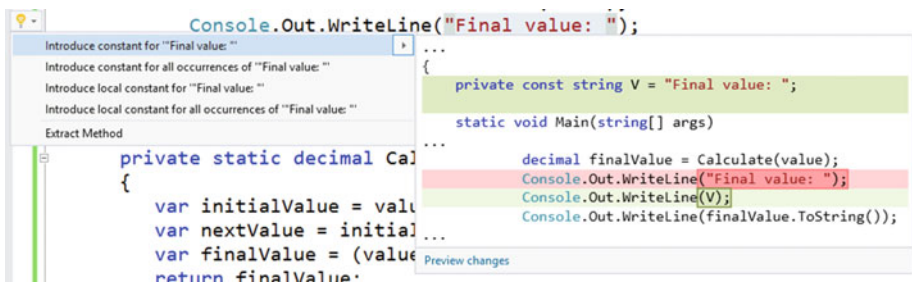 Console.Out.WriteLine("Final value: ");
Introduce constant for '"Final value: "'
Introduce constant for all occurrences of '"Final value: "'
Introduce local constant for '"Final value: "'
Introduce local constant for all occurrences of '"Final value: "'
Extract Method
...
{
private const string V = "Final value: ";
static void Main(string[] args)
...
decimal finalValue = Calculate(value);
Console.Out.WriteLine("Final value: ");
Console.Out.WriteLine(V);
Console.Out.WriteLine(finalValue.ToString());
...
Preview changes
private static decimal Cal
{
var initialValue = valu
var nextValue = initial
var finalValue = (value
return finalValue;